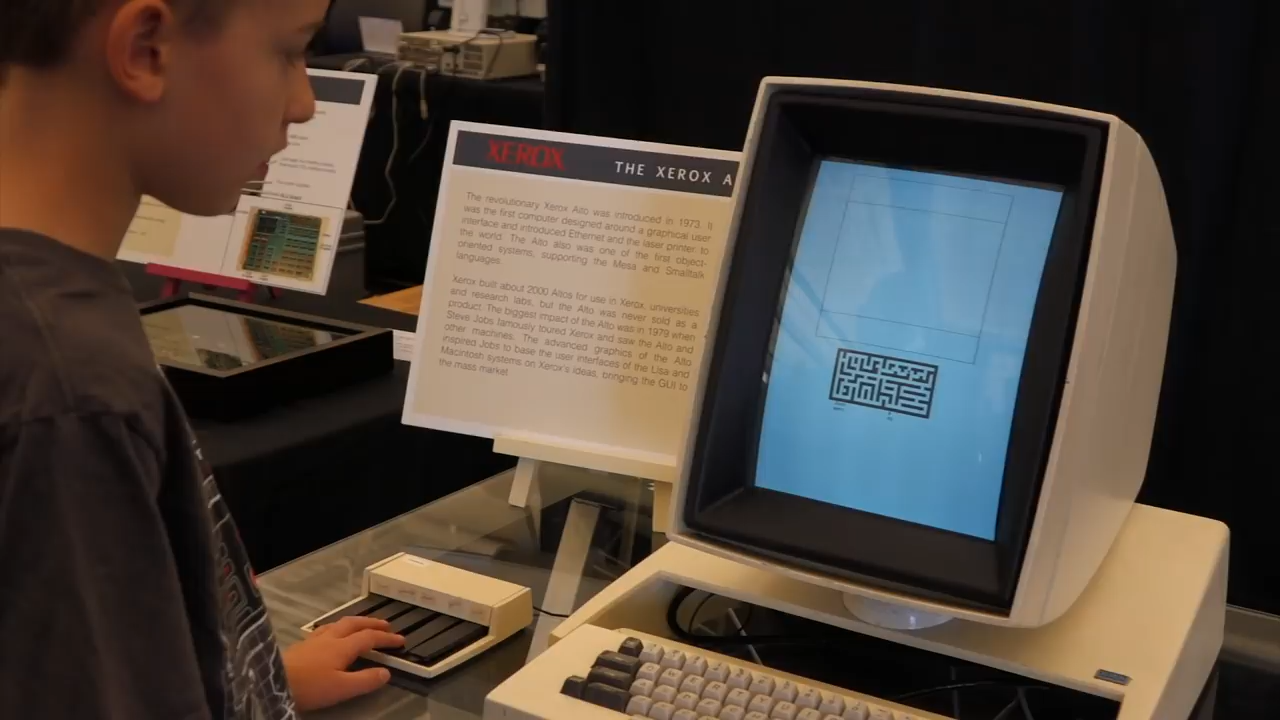 XEROX THE XEROX A
The revolutionary Xerox Alto was introduced in 1973. It
was the first computer designed around a graphical user
interface and introduced Ethernet and the laser printer to
the world. The Alto also was one of the first object-
oriented systems, supporting the Mesa and Smalltalk
languages.
Xerox built about 2000 Altos for use in Xerox, universities
and research labs, but the Alto was never sold as a
product. The biggest impact of the Alto was in 1979 when
Steve Jobs famously toured Xerox and saw the Alto and
other machines. The advanced graphics of the Alto
inspired Jobs to base the user interfaces of the Lisa and
Macintosh systems on Xerox's ideas, bringing the GUI to
the mass market